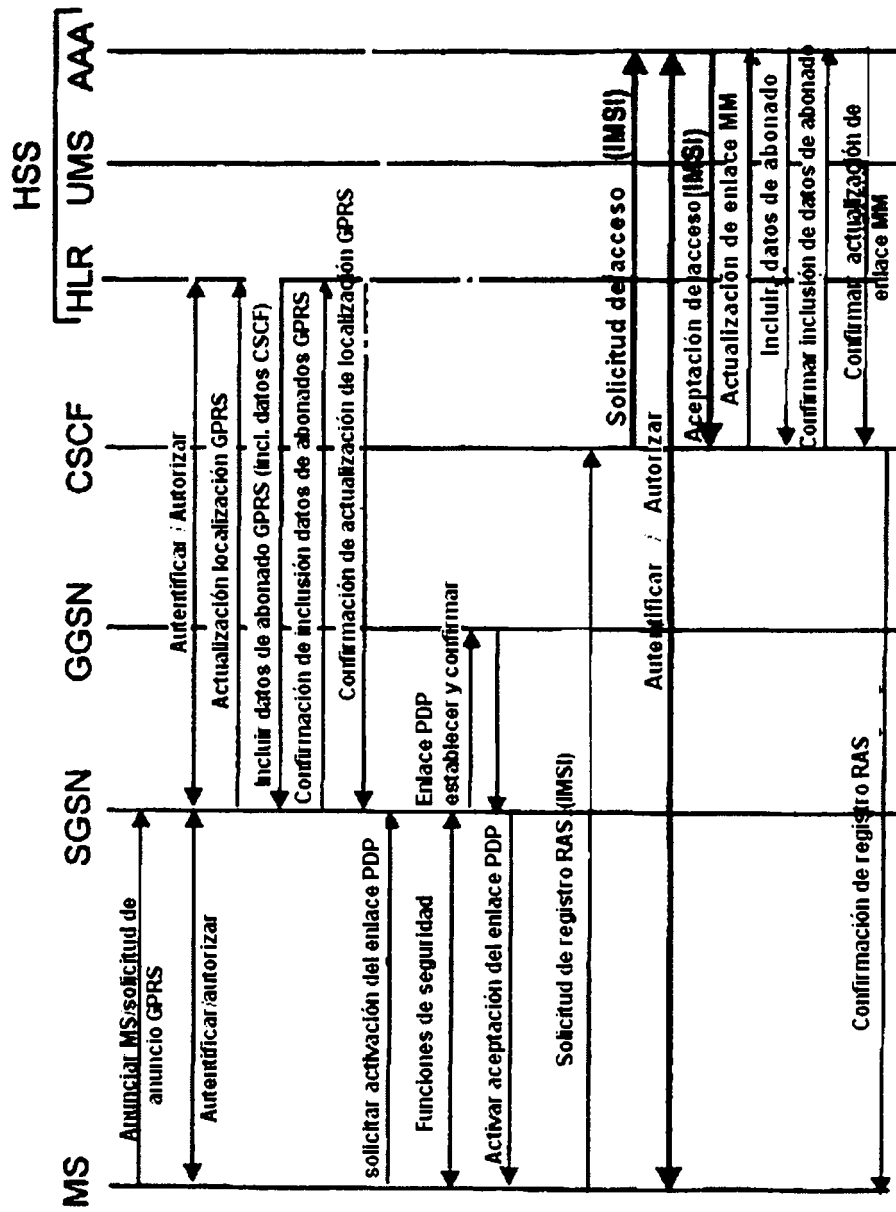 HSS
MS
SGSN
GGSN
CSCF
HLR
UMS
AAA
Anunciar MS/solicitud de
anuncio GPRS
Autentificar/autorizar
Autentificar / Autorizar
Actualización localización GPRS
Incluir datos de abonado GPRS (incl. datos CSCF)
Confirmación de inclusión datos de abonados GPRS
Confirmación de actualización de localización GPRS
solicitar activación del enlace PDP
Funciones de seguridad
Enlace PDP
establecer y confirmar
Activar aceptación del enlace PDP
Solicitud de registro RAS (IMSI)
Solicitud de acceso (IMSI)
Autentificar / Autorizar
Aceptación de acceso (IMSI)
Actualización de enlace MM
Incluir datos de abonado
Confirmar inclusión de datos de abonado
Confirmar actualización de
enlace MM
Confirmación de registro RAS